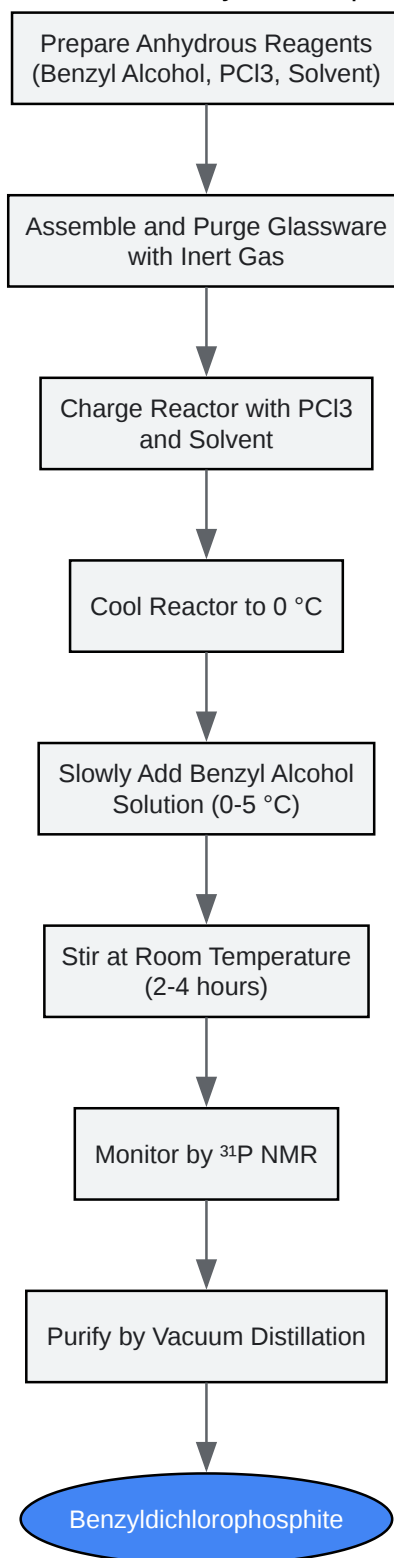 Prepare Anhydrous Reagents
(Benzyl Alcohol, PCl3, Solvent)
Assemble and Purge Glassware
with Inert Gas
Charge Reactor with PCl3
and Solvent
Cool Reactor to 0 °C
Slowly Add Benzyl Alcohol
Solution (0-5 °C)
Stir at Room Temperature
(2-4 hours)
Monitor by ³¹P NMR
Purify by Vacuum Distillation
Benzyldichlorophosphite